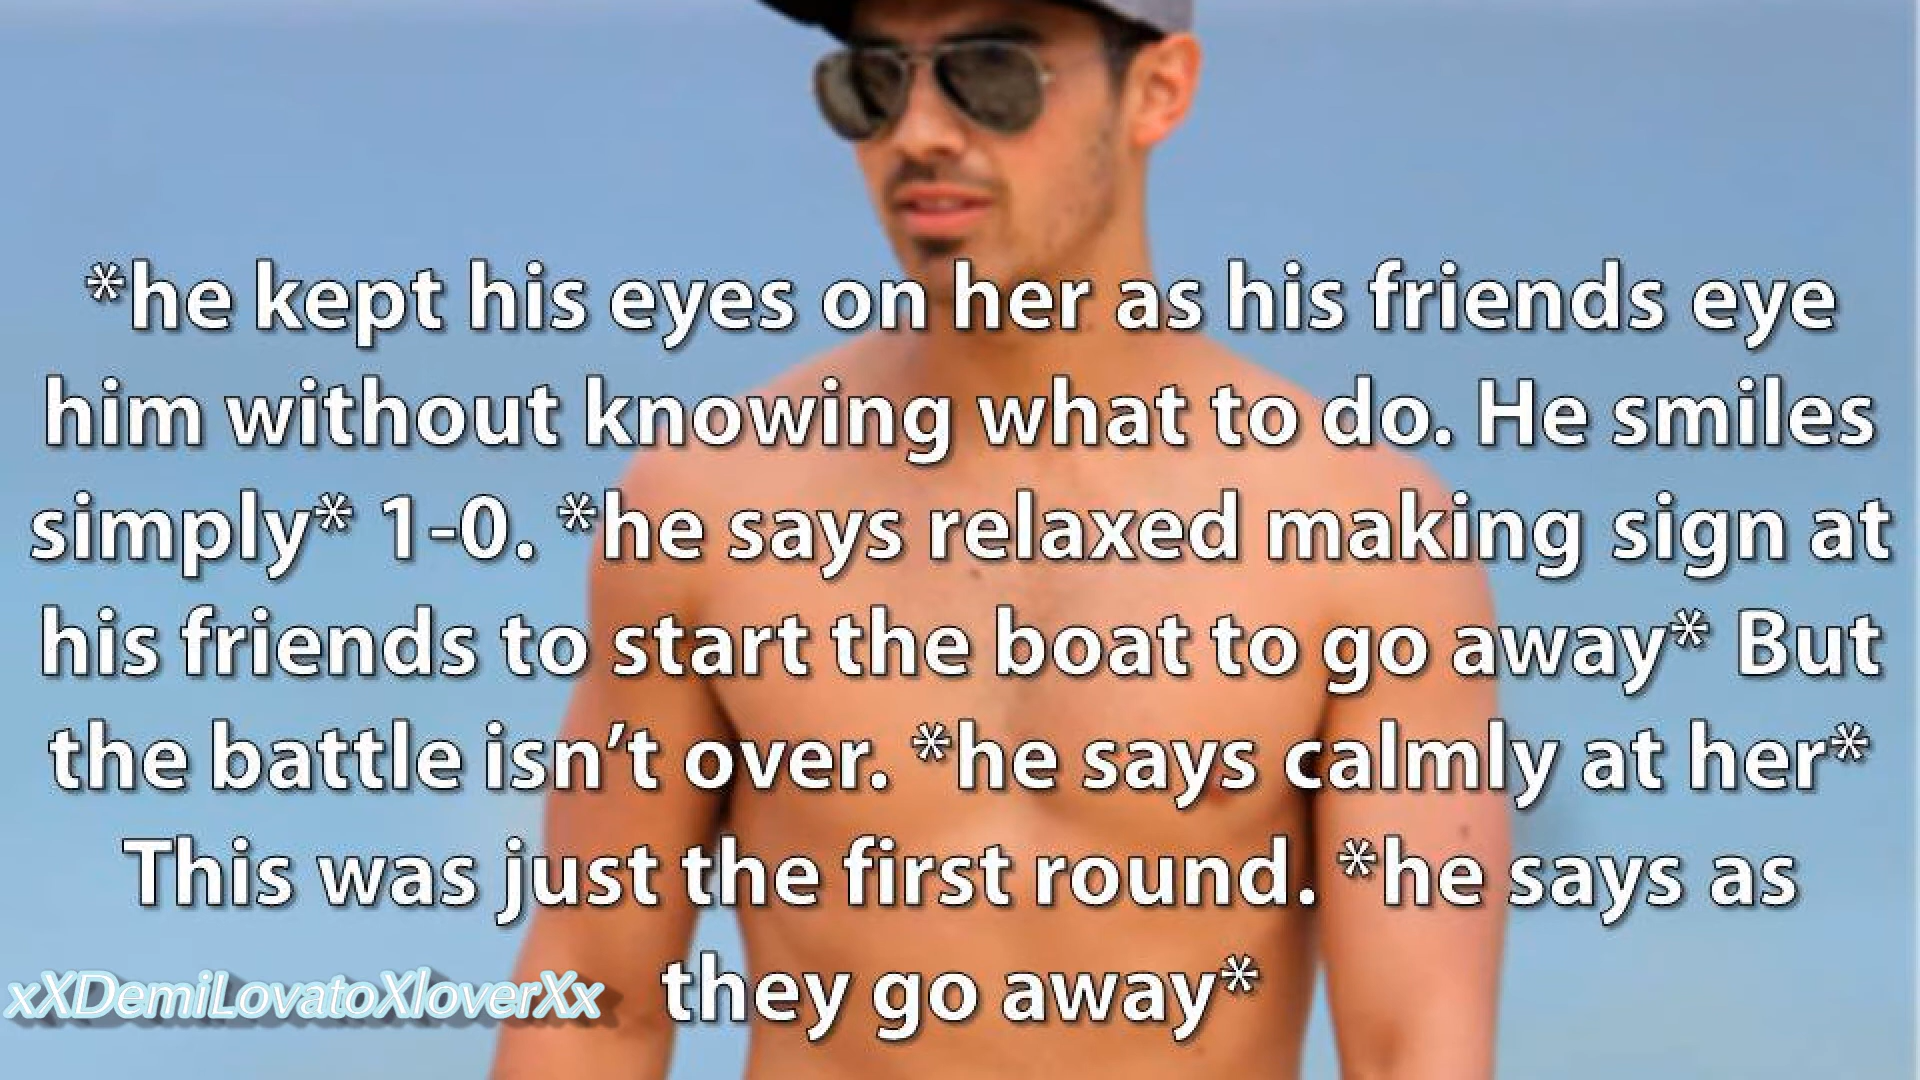 *he kept his eyes on her as his friends eye
him without knowing what to do. He smiles
simply* 1-0. *he says relaxed making sign at
his friends to start the boat to go away* But
the battle isn’t over. *he says calmly at her*
This was just the first round. *he says as
they go away*
xXDemiLovatoXloverXx